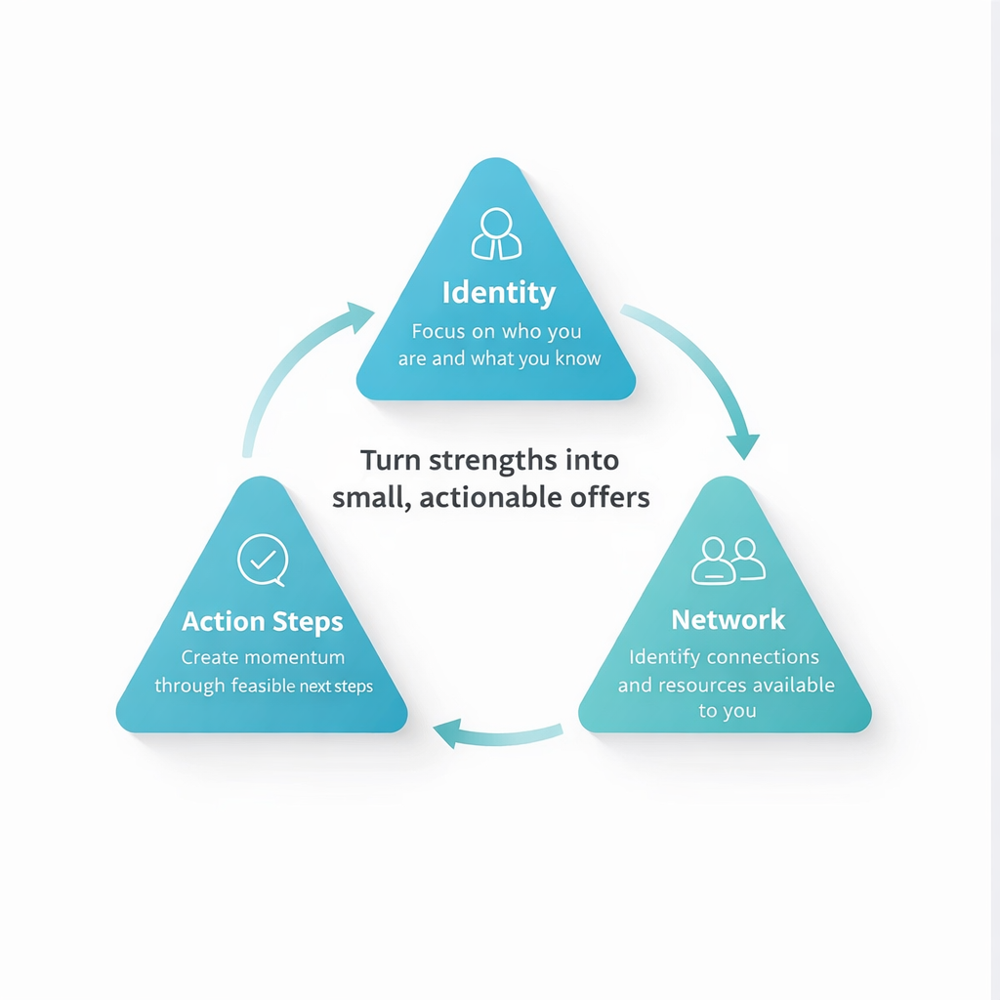 Identity
Focus on who you
are and what you know
Turn strengths into
small, actionable offers
Action Steps
Create momentum
through feasible next steps
Network
Identify connections
and resources available
to you